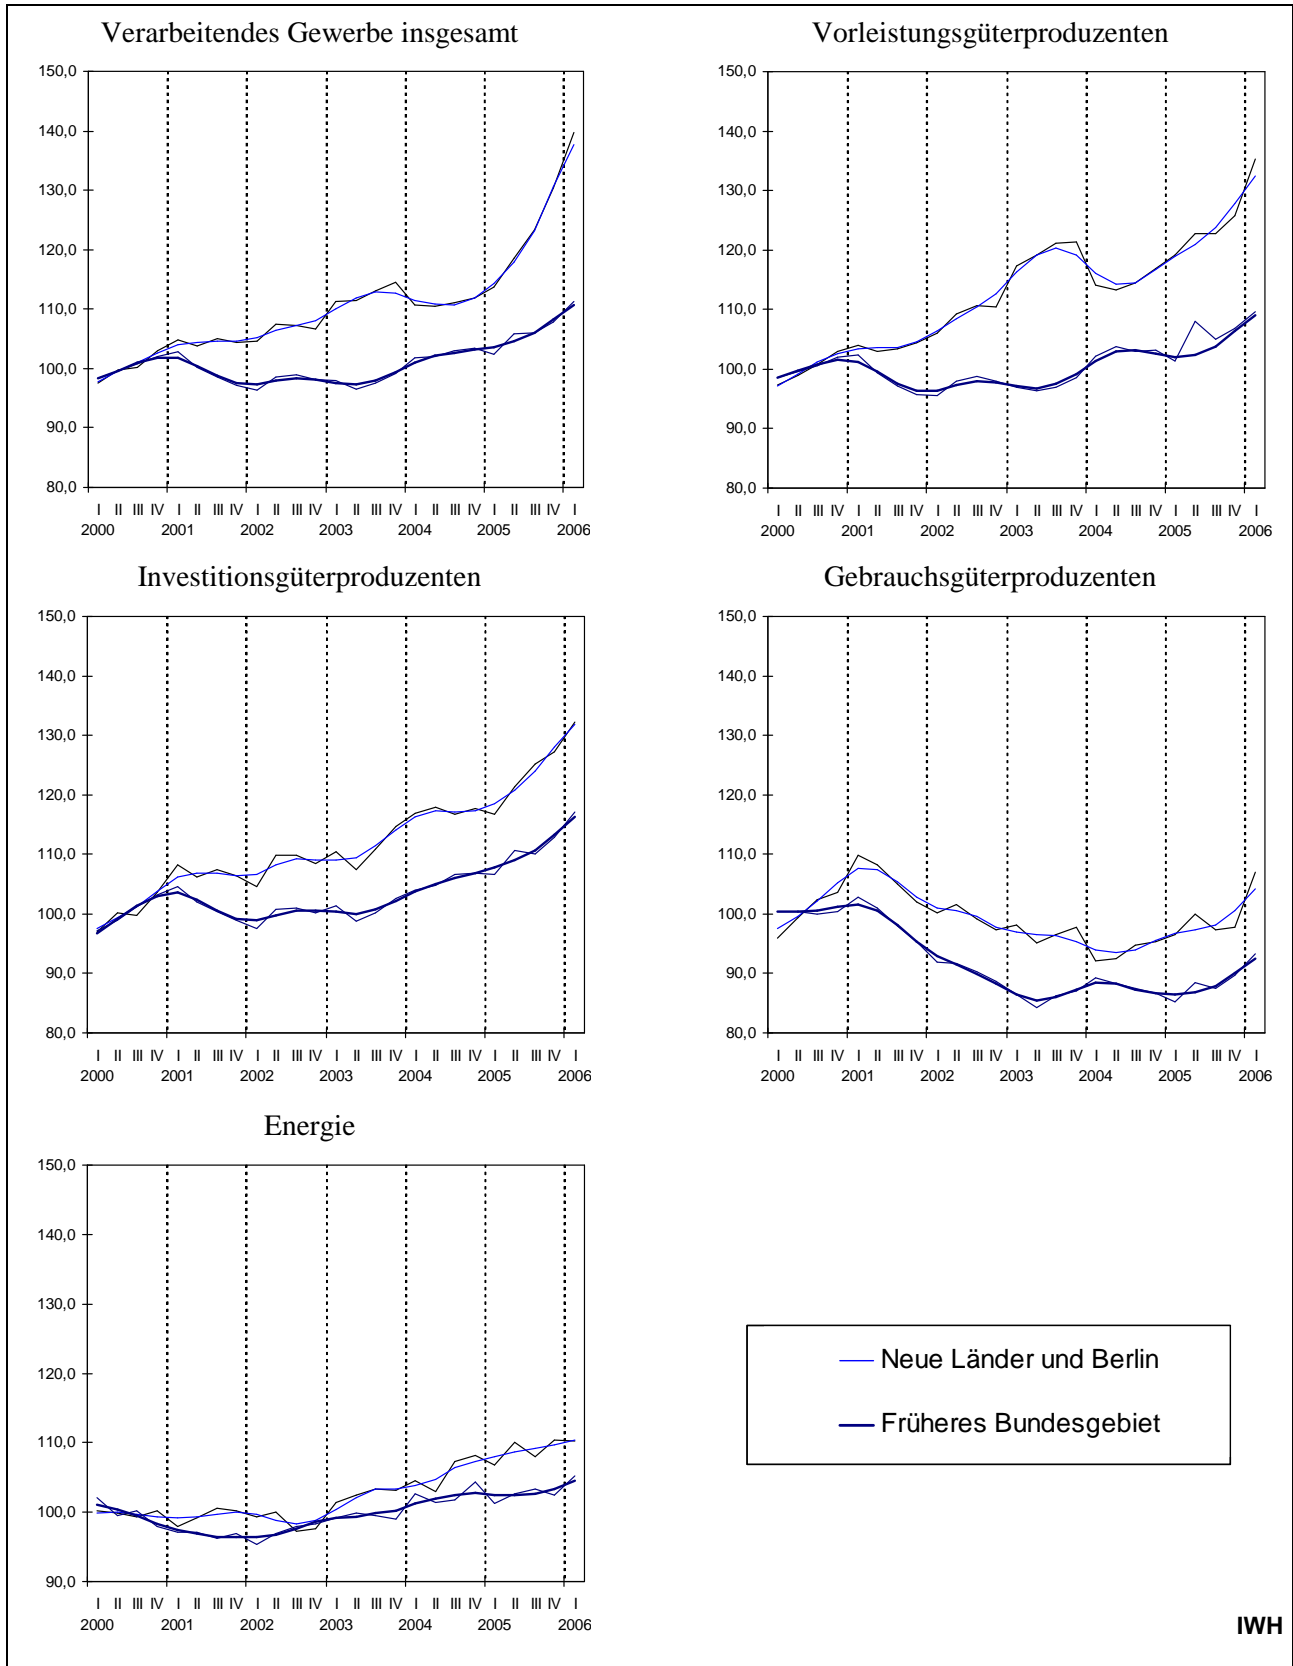 Verarbeitendes Gewerbe insgesamt
150,0
140,0
130,0
120,0
110,0
100,0
90,0
80,0
I II III IV I II III IV I II III IV I II III IV I II III IV I II III IV I
2000 2001 2002 2003 2004 2005 2006
Vorleistungsgüterproduzenten
150,0
140,0
130,0
120,0
110,0
100,0
90,0
80,0
I II III IV I II III IV I II III IV I II III IV I II III IV I II III IV I
2000 2001 2002 2003 2004 2005 2006
Investitionsgüterproduzenten
150,0
140,0
130,0
120,0
110,0
100,0
90,0
80,0
I II III IV I II III IV I II III IV I II III IV I II III IV I II III IV I
2000 2001 2002 2003 2004 2005 2006
Gebrauchsgüterproduzenten
150,0
140,0
130,0
120,0
110,0
100,0
90,0
80,0
I II III IV I II III IV I II III IV I II III IV I II III IV I II III IV I
2000 2001 2002 2003 2004 2005 2006
Energie
150,0
140,0
130,0
120,0
110,0
100,0
90,0
I II III IV I II III IV I II III IV I II III IV I II III IV I II III IV I
2000 2001 2002 2003 2004 2005 2006
Neue Länder und Berlin
Früheres Bundesgebiet
IWH